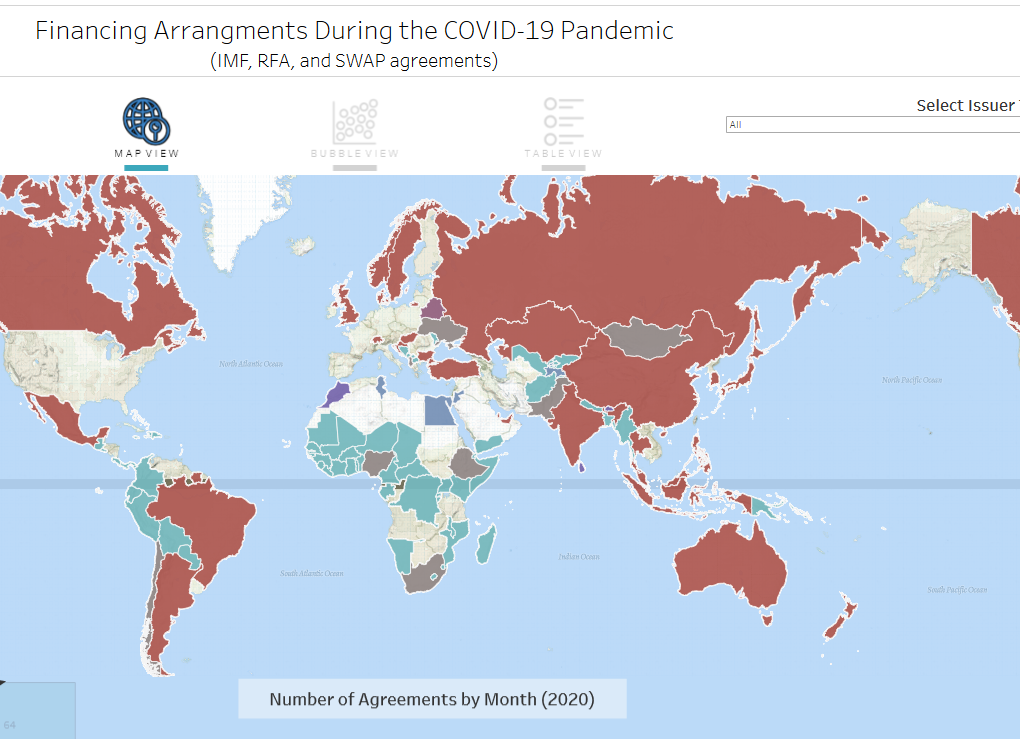 Financing Arrangments During the COVID-19 Pandemic
(IMF, RFA, and SWAP agreements)
Select Issuer
All
MAP VIEW
BUBBLE VIEW
TABLE VIEW
North Atlantic Ocean
North Pacific Ocean
Indian Ocean
South Atlantic Ocean
South Pacific Ocean
Number of Agreements by Month (2020)
64